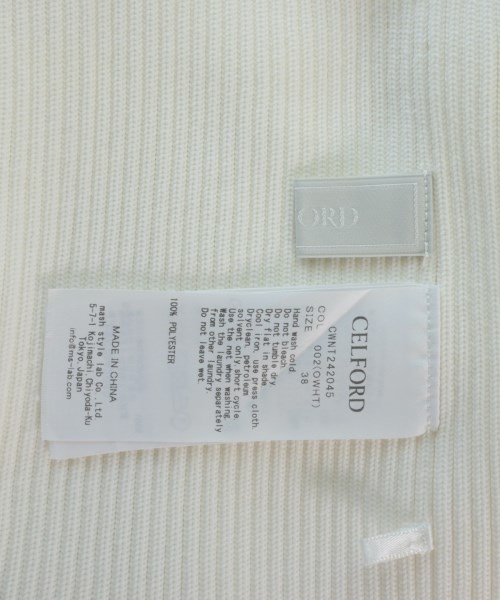 ORD
CELFORD
CWNT242045
COL 002(OWHT)
SIZE 38
Hand wash cold.
Do not bleach.
Do not tumble dry.
Dry flat in shade
Cool iron, use press cloth.
Dryclean, petroleum
solvent only short cycle.
Use the net when washing.
Wash the laundry separately
from other laundry.
Do not leave wet.
100% POLYESTER
MADE IN CHINA
mash style lab Co.,Ltd.
5-7-1 Kojimachi Chiyoda-Ku
Tokyo Japan
info@ms-lab.com